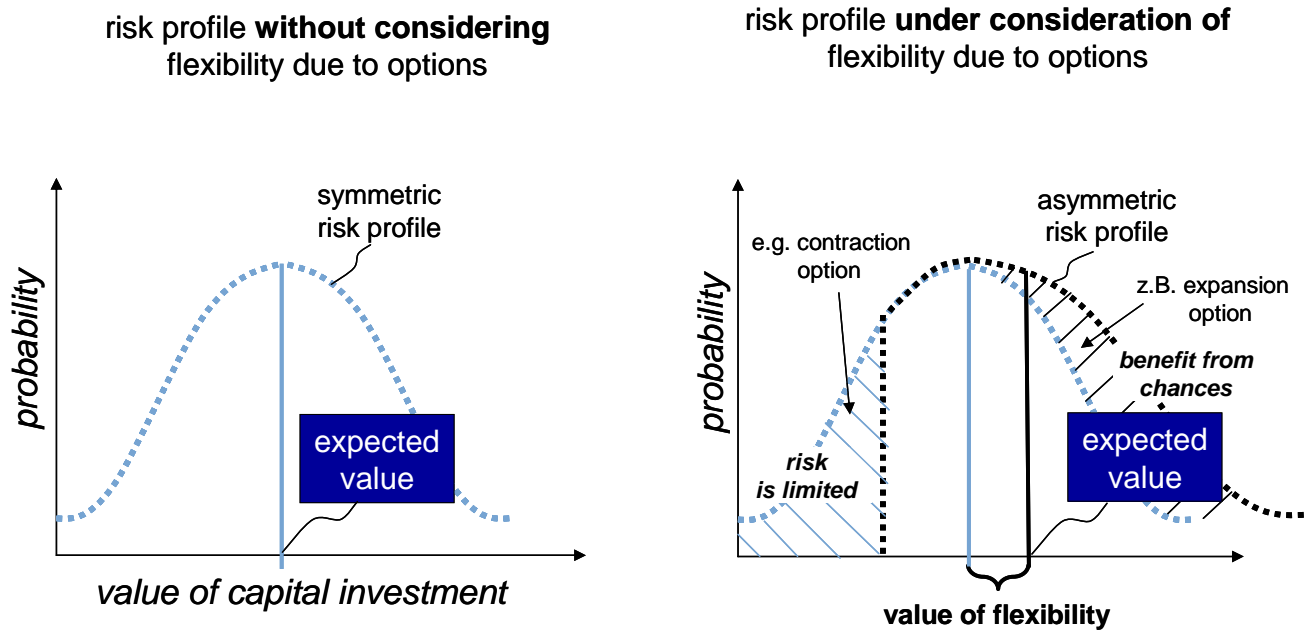 risk profile without considering
flexibility due to options
symmetric
risk profile
probability
expected
value
value of capital investment
risk profile under consideration of
flexibility due to options
asymmetric
risk profile
e.g. contraction
option
z.B. expansion
option
probability
benefit from
chances
risk
is limited
expected
value
value of flexibility